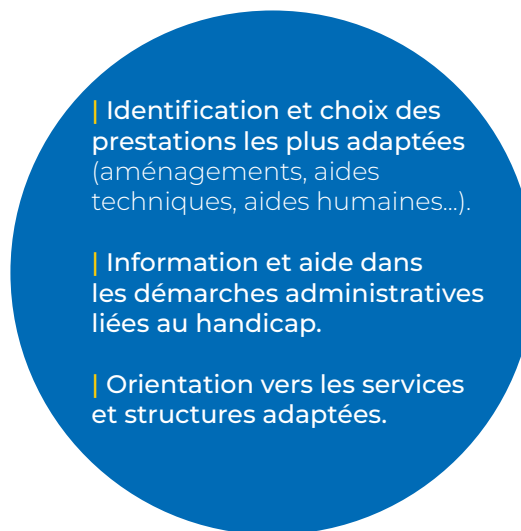 | Identification et choix des
prestations les plus adaptées
(aménagements, aides
techniques, aides humaines...).
| Information et aide dans
les démarches administratives
liées au handicap.
| Orientation vers les services
et structures adaptées.